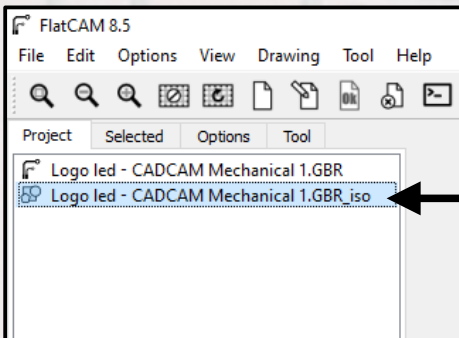 FlatCAM 8.5
File Edit Options View Drawing Tool Help
Ok
Project Selected Options Tool
Logo led - CADCAM Mechanical 1.GBR
Logo led - CADCAM Mechanical 1.GBR_iso